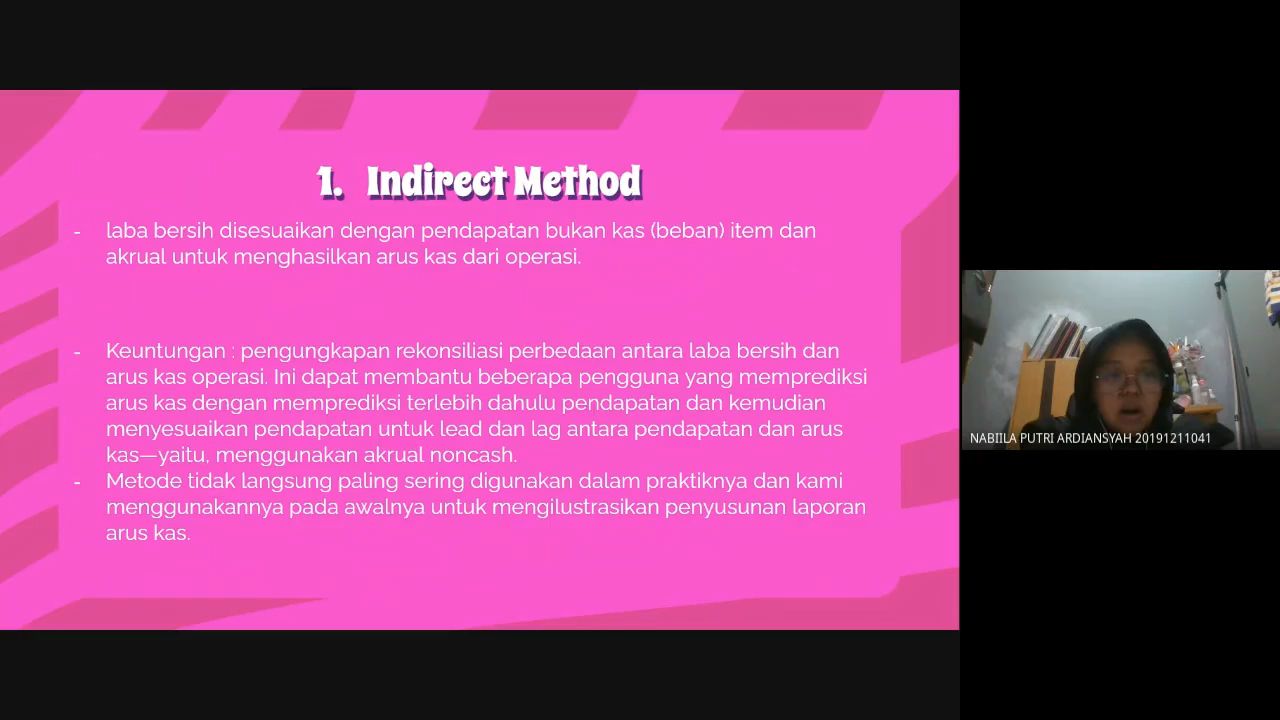 1. Indirect Method
- laba bersih disesuaikan dengan pendapatan bukan kas (beban) item dan
akrual untuk menghasilkan arus kas dari operasi.
- Keuntungan : pengungkapan rekonsiliasi perbedaan antara laba bersih dan
arus kas operasi. Ini dapat membantu beberapa pengguna yang memprediksi
arus kas dengan memprediksi terlebih dahulu pendapatan dan kemudian
menyesuaikan pendapatan untuk lead dan lag antara pendapatan dan arus
kas—yaitu, menggunakan akrual noncash.
- Metode tidak langsung paling sering digunakan dalam praktiknya dan kami
menggunakannya pada awalnya untuk mengilustrasikan penyusunan laporan
arus kas.
NABIILA PUTRI ARDIANSYAH 20191211041